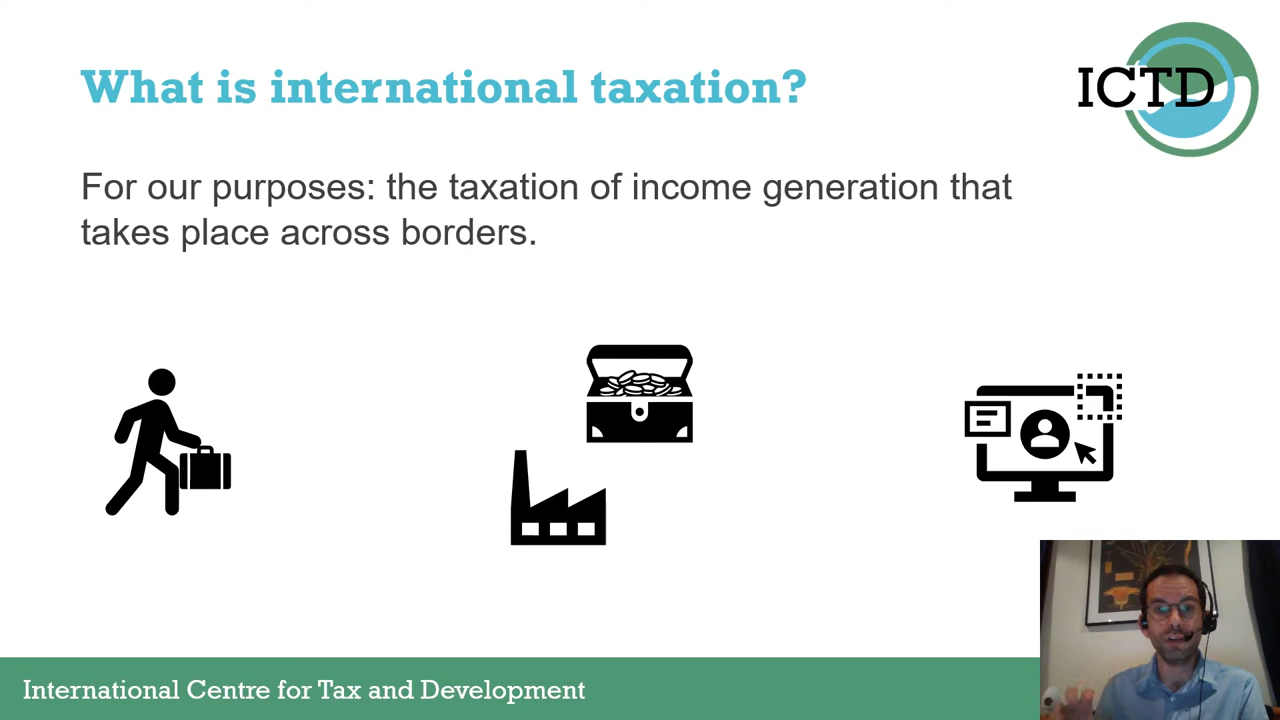 What is international taxation?
ICTD
For our purposes: the taxation of income generation that
takes place across borders.
International Centre for Tax and Development